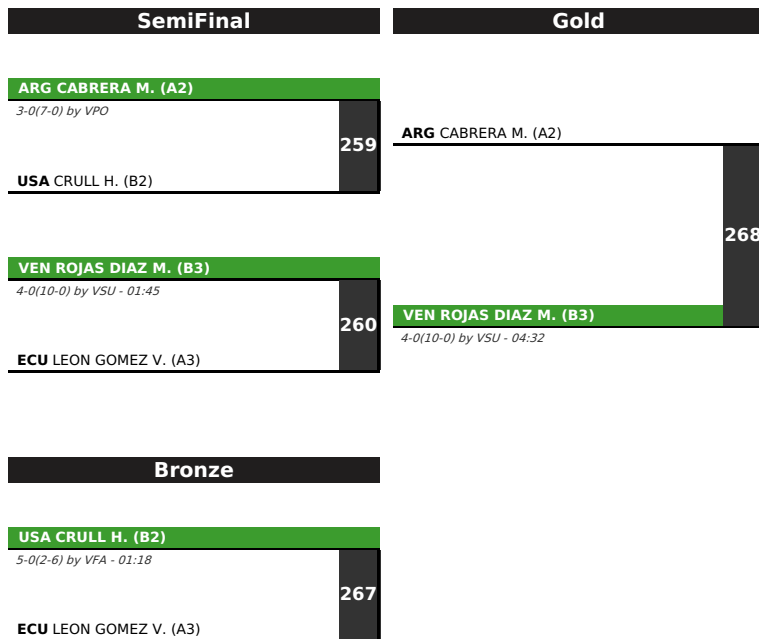 SemiFinal
ARG CABRERA M. (A2)
3-0(7-0) by VPO
259
USA CRULL H. (B2)
VEN ROJAS DIAZ M. (B3)
4-0(10-0) by VSU - 01:45
260
ECU LEON GOMEZ V. (A3)
Gold
ARG CABRERA M. (A2)
268
VEN ROJAS DIAZ M. (B3)
4-0(10-0) by VSU - 04:32
Bronze
USA CRULL H. (B2)
5-0(2-6) by VFA - 01:18
267
ECU LEON GOMEZ V. (A3)